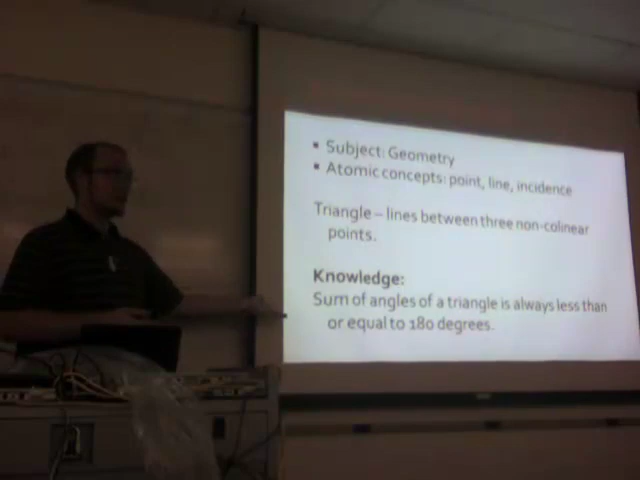 ▪ Subject: Geometry
▪ Atomic concepts: point, line, incidence
Triangle – lines between three non-colinear
points.
Knowledge:
Sum of angles of a triangle is always less than
or equal to 180 degrees.